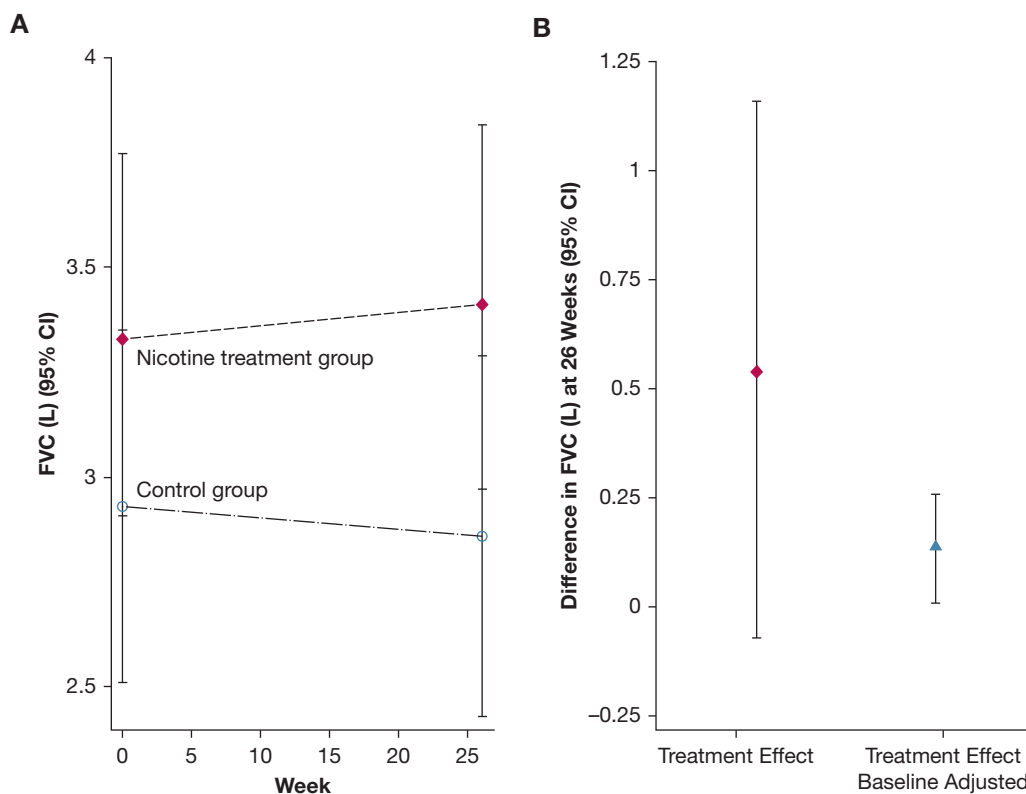 A
FVC (L) (95% CI)
4
3.5
3
2.5
Nicotine treatment group
Control group
0 5 10 15 20 25
Week
B
Difference in FVC (L) at 26 Weeks (95% CI)
1.25
1
0.75
0.5
0.25
0
−0.25
Treatment Effect
Treatment Effect
Baseline Adjusted